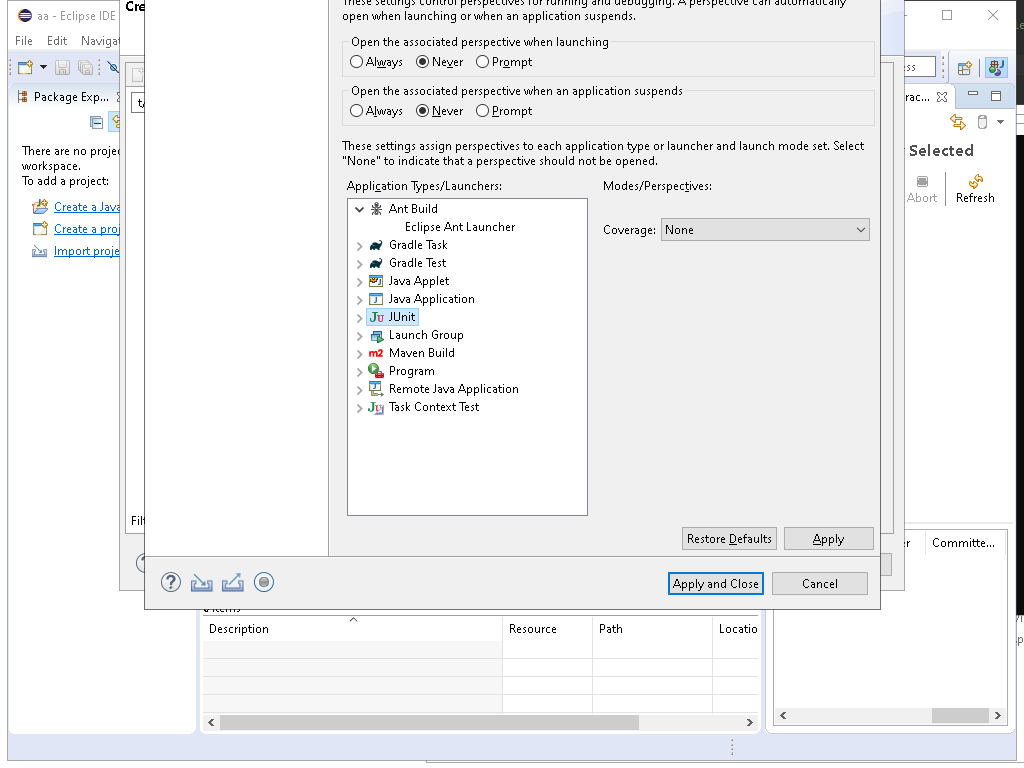 aa - Eclipse IDE
Cre
These settings control perspectives for running and debugging. A perspective can automatically
open when launching or when an application suspends.
File Edit Navigat
Open the associated perspective when launching
Always Never Prompt
Package Exp...
Open the associated perspective when an application suspends
Always Never Prompt
There are no proje
workspace.
To add a project:
Create a Java
Create a proj
Import proje
These settings assign perspectives to each application type or launcher and launch mode set. Select
"None" to indicate that a perspective should not be opened.
Application Types/Launchers:
Modes/Perspectives:
Ant Build
Eclipse Ant Launcher
Gradle Task
Gradle Test
Java Applet
Java Application
Ju JUnit
Launch Group
m2 Maven Build
Program
Remote Java Application
Ju Task Context Test
Coverage: None
ss
rac...
Selected
Abort Refresh
Filt
Restore Defaults Apply
er Committe...
Apply and Close Cancel
Description Resource Path Locatio